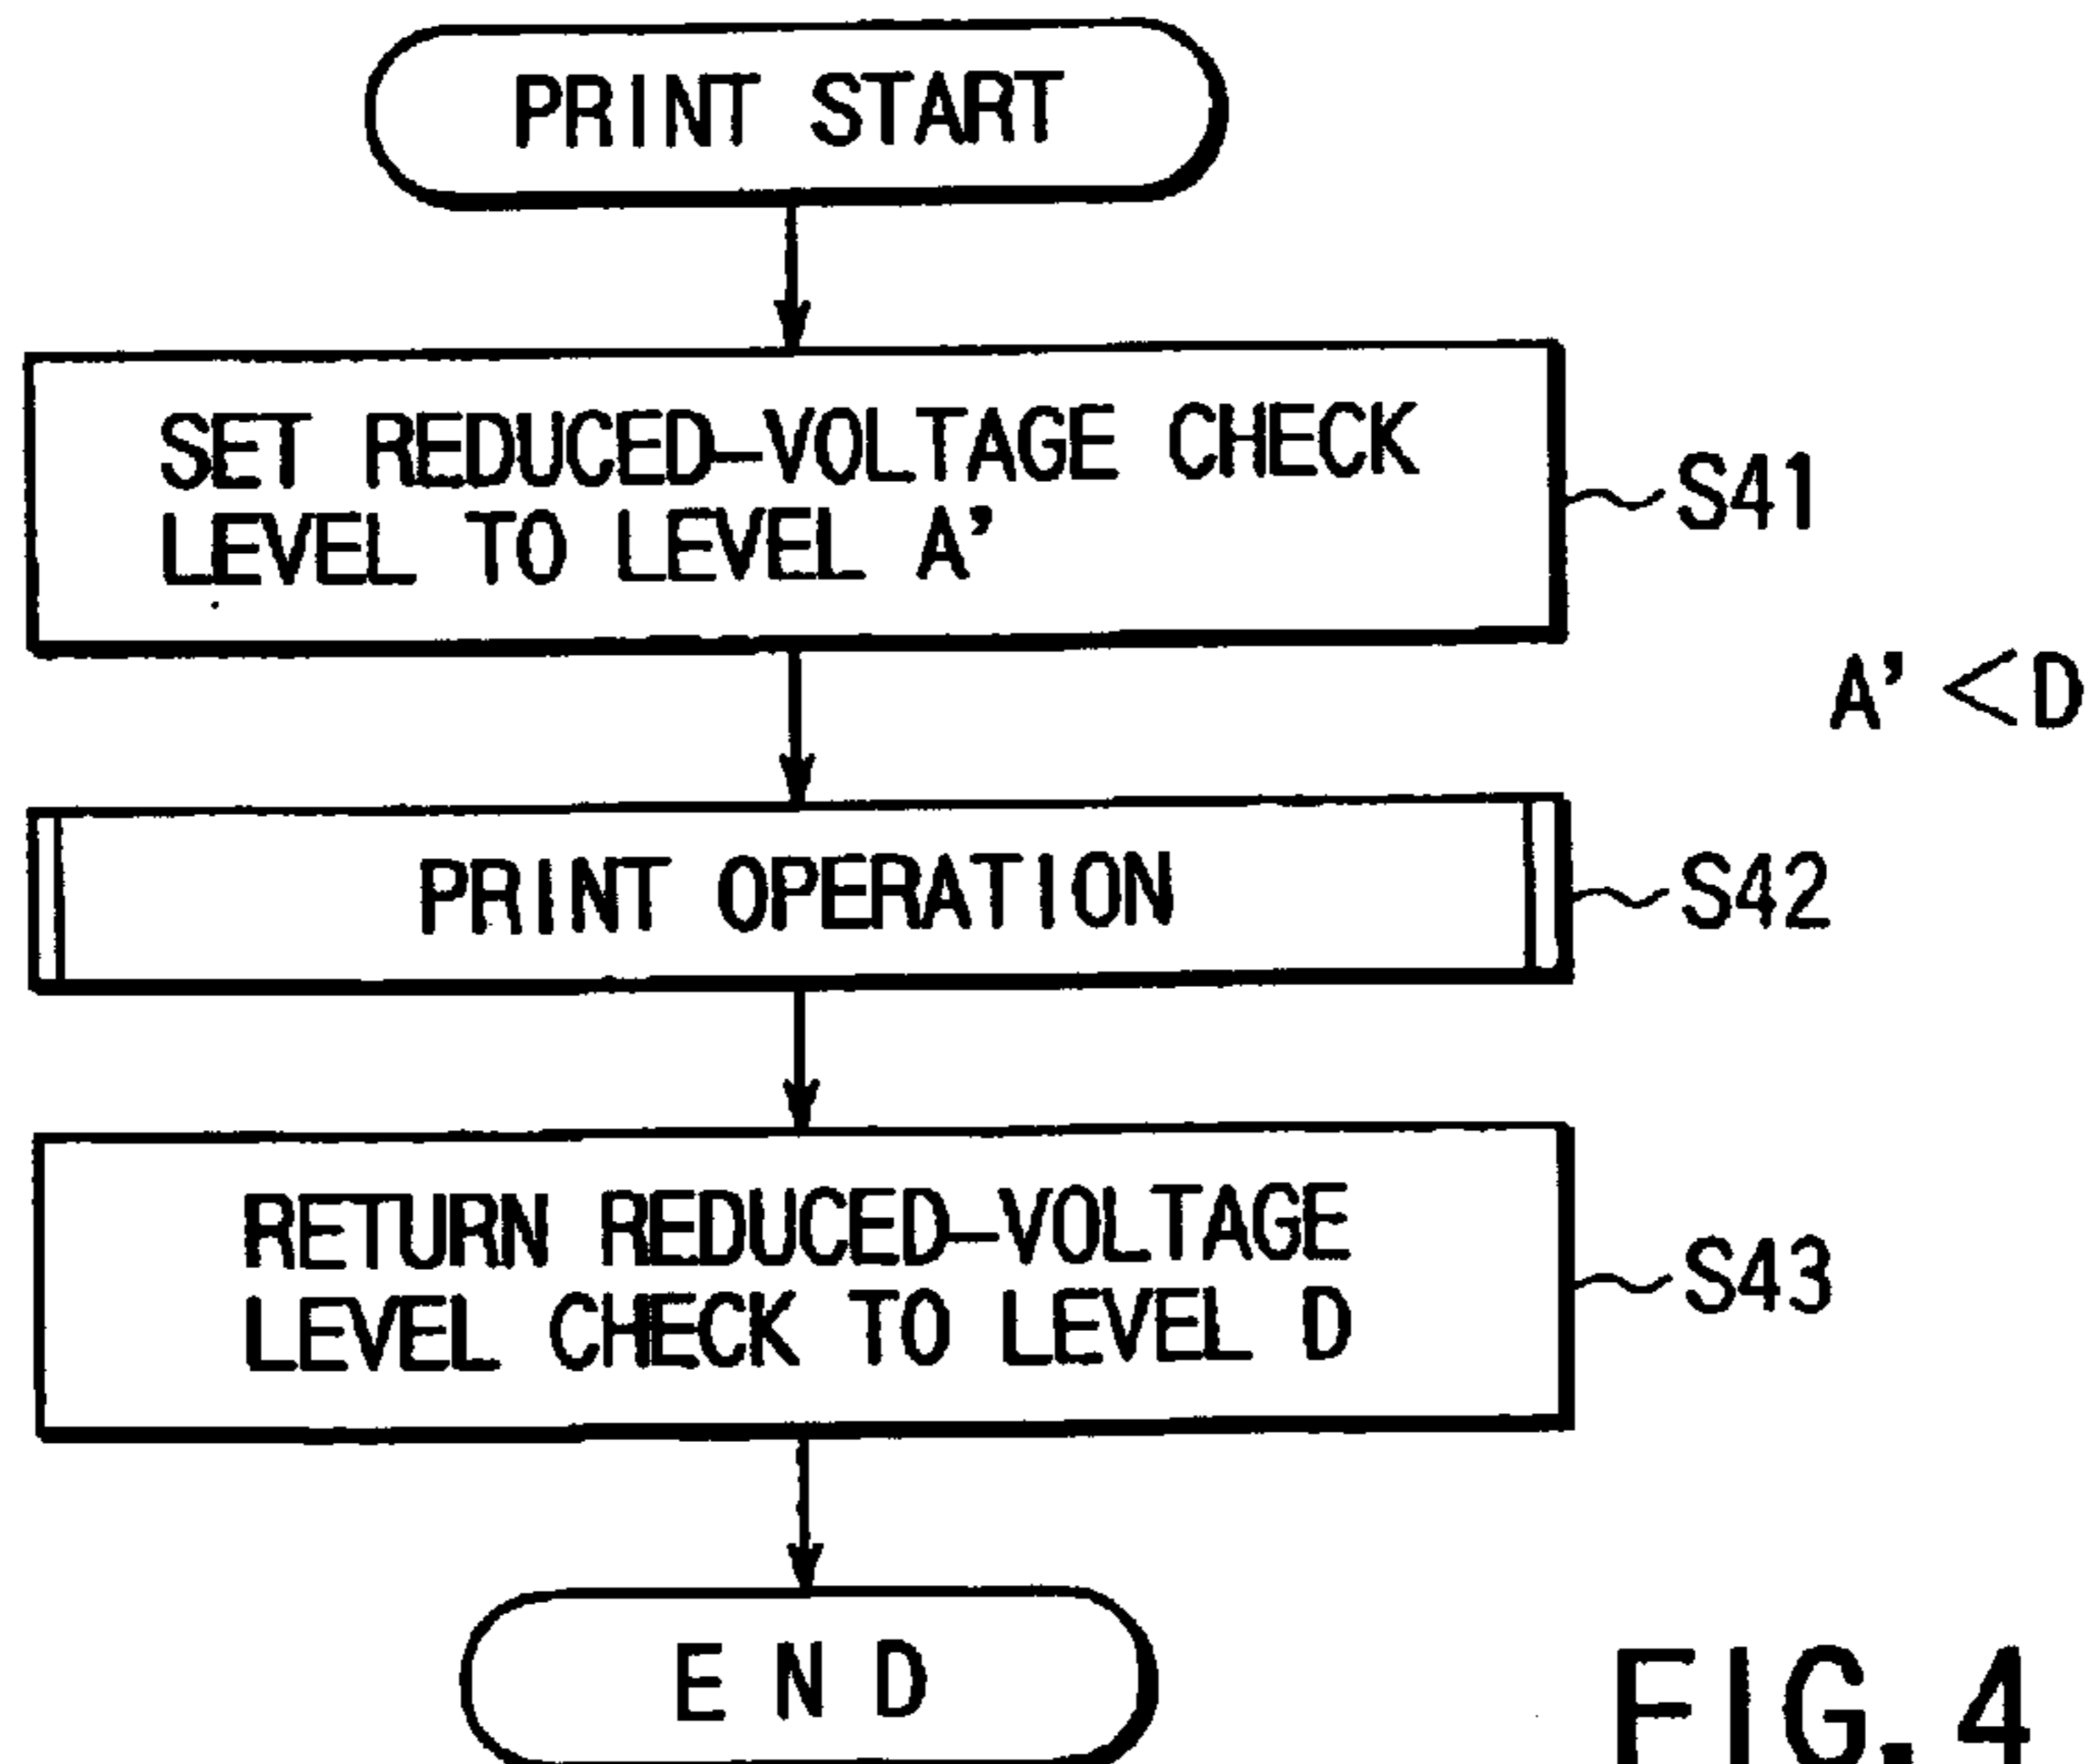 PRINT START
SET REDUCED-VOLTAGE CHECK
LEVEL TO LEVEL A'
S41
A' <D
PRINT OPERATION
S42
RETURN REDUCED-VOLTAGE
LEVEL CHECK TO LEVEL D
S43
E N D
FIG. 4